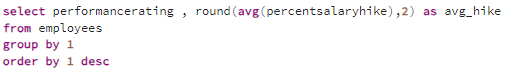 select performancerating , round(avg(percentsalaryhike),2) as avg_hike
from employees
group by 1
order by 1 desc